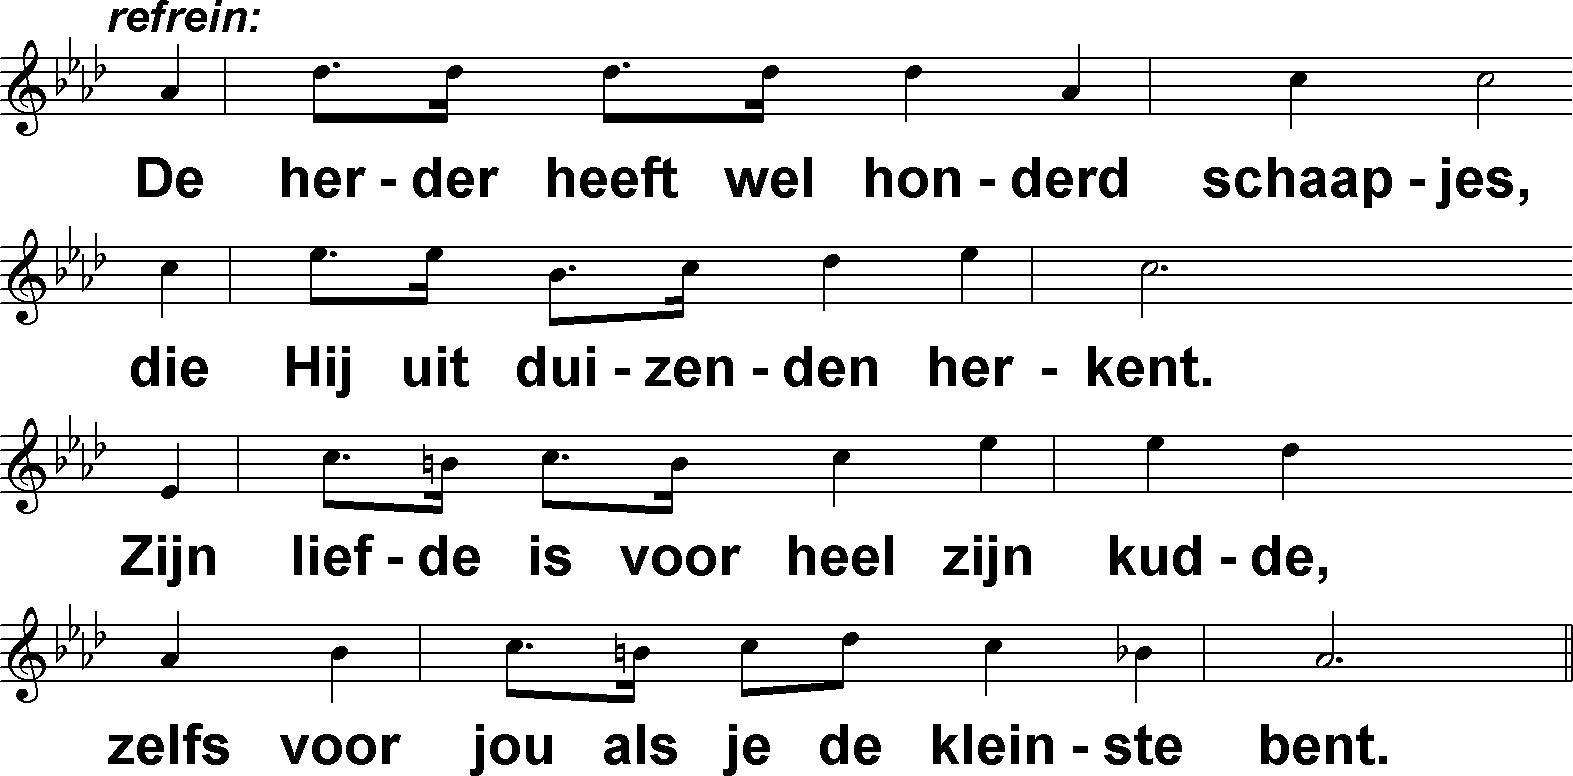 refrein:
De her - der heeft wel hon - derd schaap - jes,
die Hij uit dui - zen - den her - kent.
Zijn lief - de is voor heel zijn kud - de,
zelfs voor jou als je de klein - ste bent.